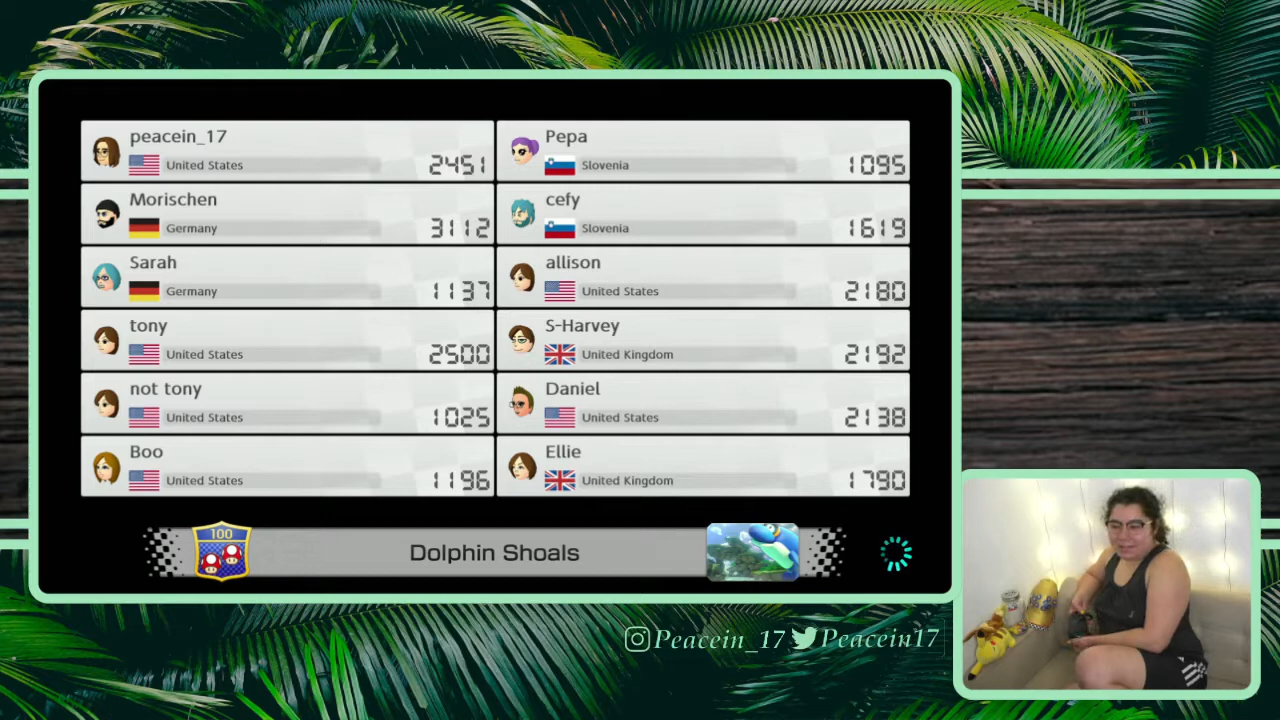 peacein_17
United States
2451
Pepa
Slovenia
1095
Morischen
Germany
3112
cefy
Slovenia
1619
Sarah
Germany
1137
allison
United States
2180
tony
United States
2500
S-Harvey
United Kingdom
2192
not tony
United States
1025
Daniel
United States
2138
Boo
United States
1196
Ellie
United Kingdom
1790
100
Dolphin Shoals
Peacein_17 Peacein17